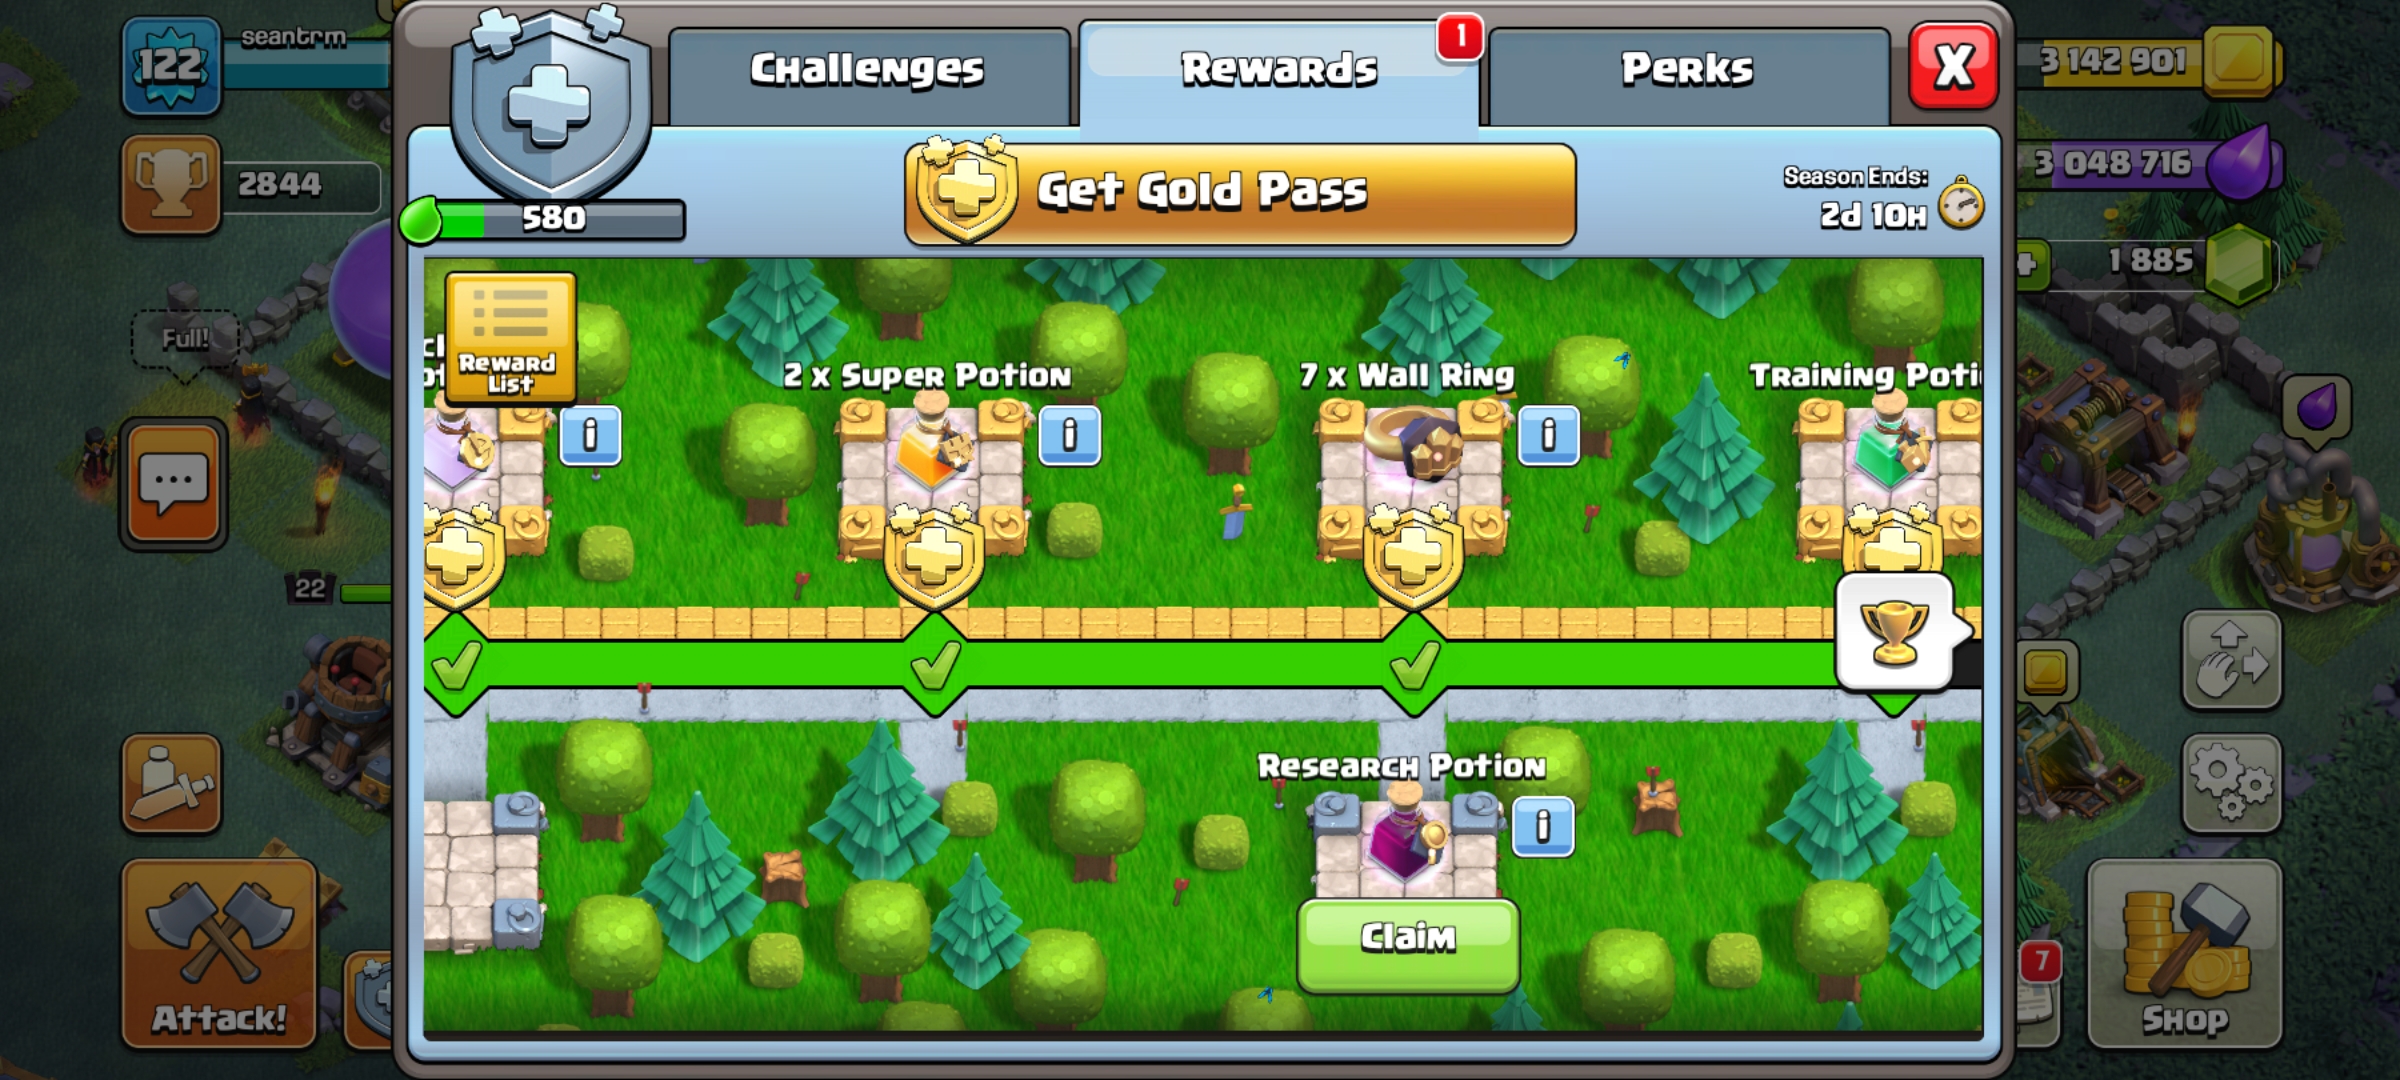 122
seantrm
2844
Full!
22
Attack!
Challenges
Rewards
1
Perks
X
580
Get Gold Pass
Season Ends:
2d 10H
Reward
List
2 x Super Potion
7 x Wall Ring
Training Poti
Research Potion
Claim
3 142 901
3 048 716
1 885
7
Shop